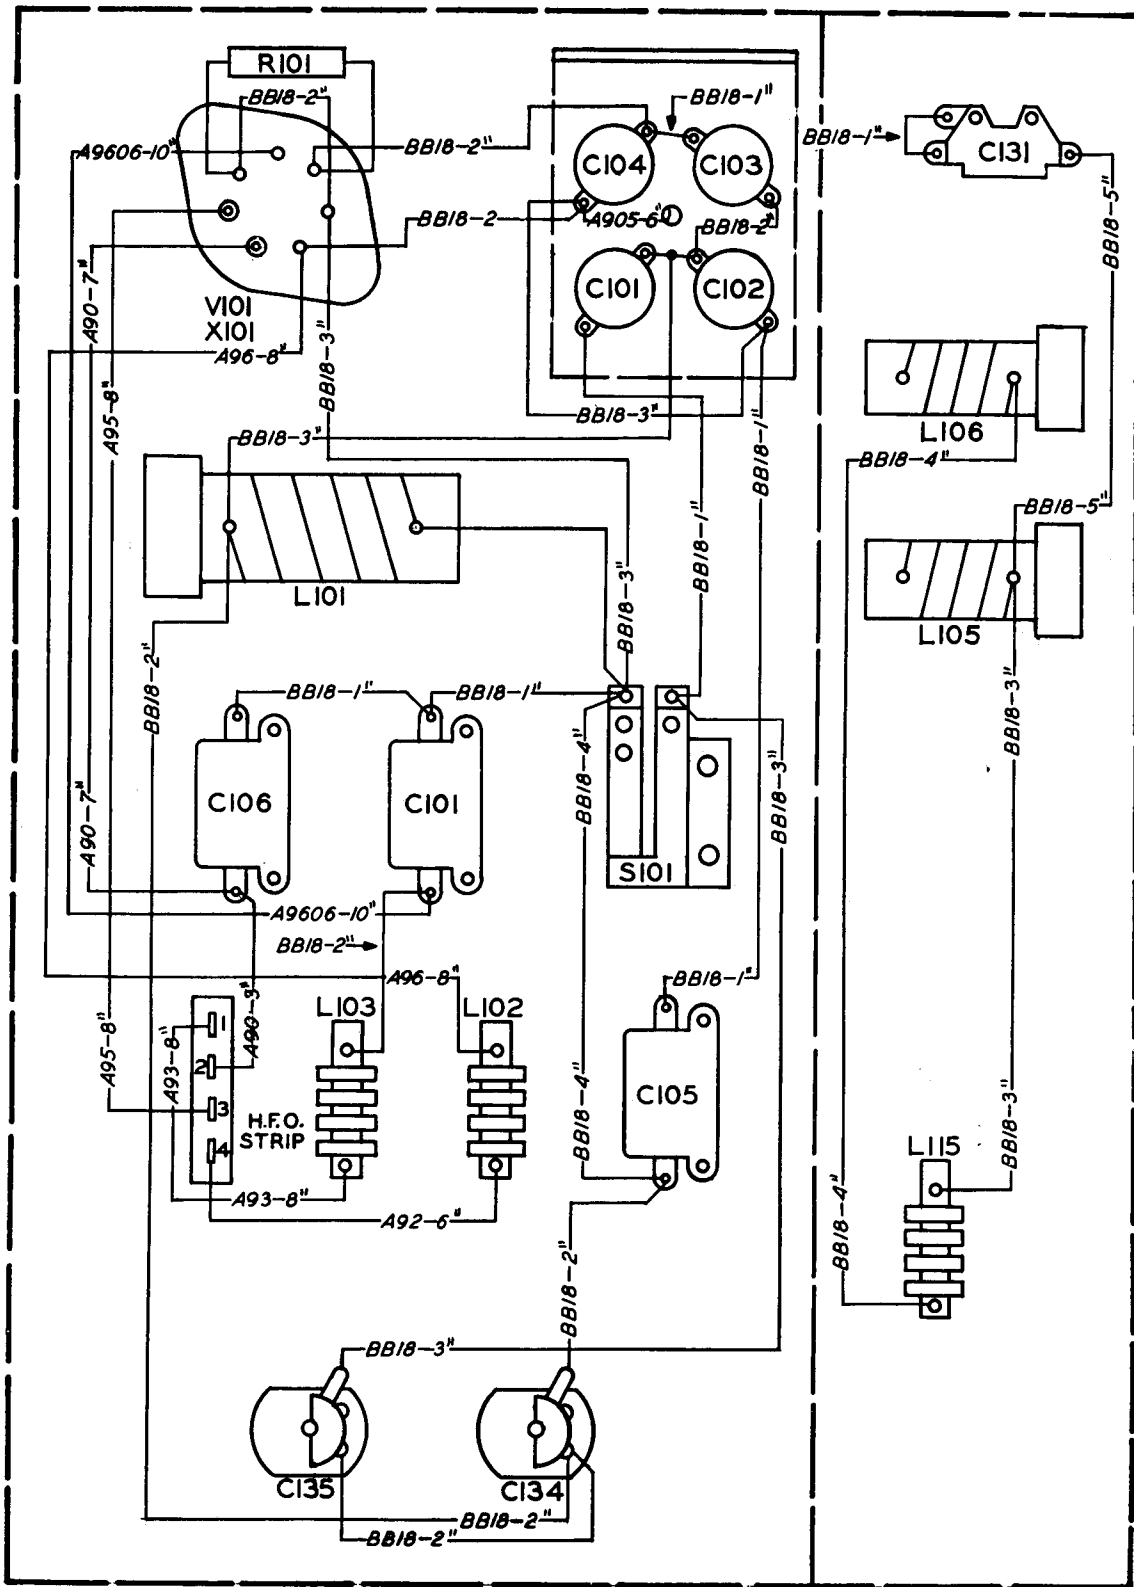 R101
BB18-2"
BB18-1"
A9606-10"
BB18-2"
C104
C103
BB18-1"
C131
BB18-2
A905-6"
BB18-2"
BB18-5"
A90-7"
C101
C102
V101
X101
A96-8"
BB18-3"
A95-8"
BB18-3"
BB18-3"
BB18-1"
L106
BB18-4"
BB18-5"
BB18-1"
L101
BB18-3"
L105
BB18-2"
BB18-1"
BB18-1"
BB18-4"
BB18-3"
BB18-3"
C106
C101
A90-7"
S101
A9606-10"
BB18-2"
A96-8"
BB18-1"
A90-3"
L103
L102
1
2
3
4
A95-8"
A93-8"
H.F.O.
STRIP
BB18-4"
C105
BB18-3"
L115
A93-8"
A92-6"
BB18-4"
BB18-2"
BB18-3"
C135
C134
BB18-2"
BB18-2"